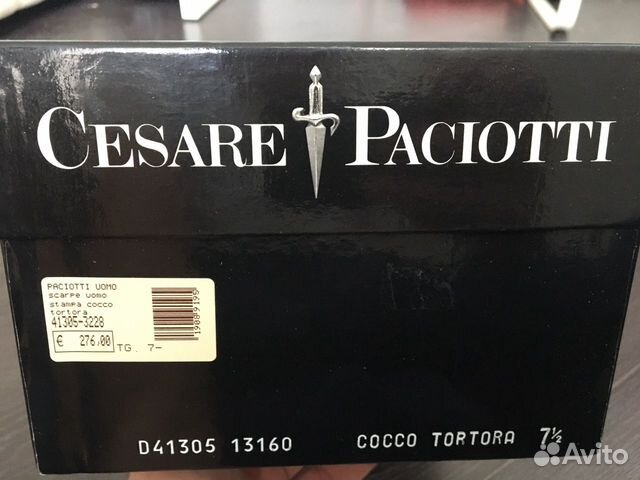 CESARE PACIOTTI
PACIOTTI UOMO
scarpe uomo
stampa cocco
tortora
41305-3228
€ 276,00
TG. 7-
19089195
D41305 13160 COCCO TORTORA 7½
Avito